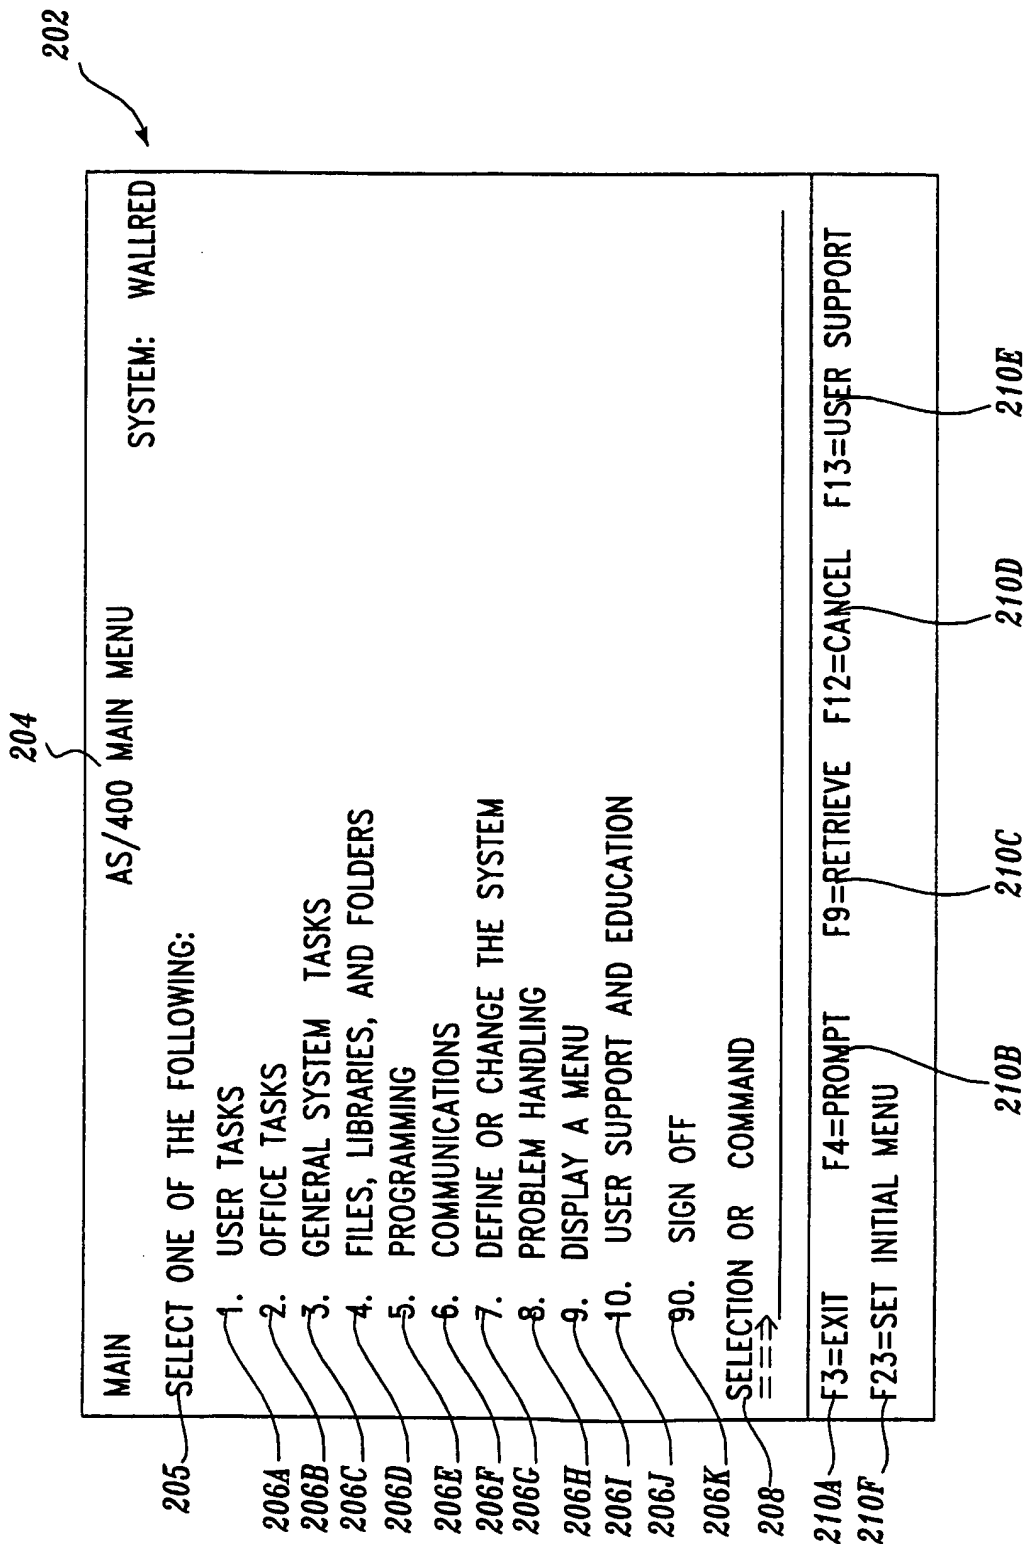 202
204
MAIN AS/400 MAIN MENU
SYSTEM: WALLRED
205 SELECT ONE OF THE FOLLOWING:
206A 1. USER TASKS
206B 2. OFFICE TASKS
206C 3. GENERAL SYSTEM TASKS
206D 4. FILES, LIBRARIES, AND FOLDERS
206E 5. PROGRAMMING
206F 6. COMMUNICATIONS
206G 7. DEFINE OR CHANGE THE SYSTEM
206H 8. PROBLEM HANDLING
206I 9. DISPLAY A MENU
206J 10. USER SUPPORT AND EDUCATION
206K 90. SIGN OFF
208 SELECTION OR COMMAND
===>
210A F3=EXIT F4=PROMPT F9=RETRIEVE F12=CANCEL F13=USER SUPPORT
210F F23=SET INITIAL MENU
210B 210C 210D 210E